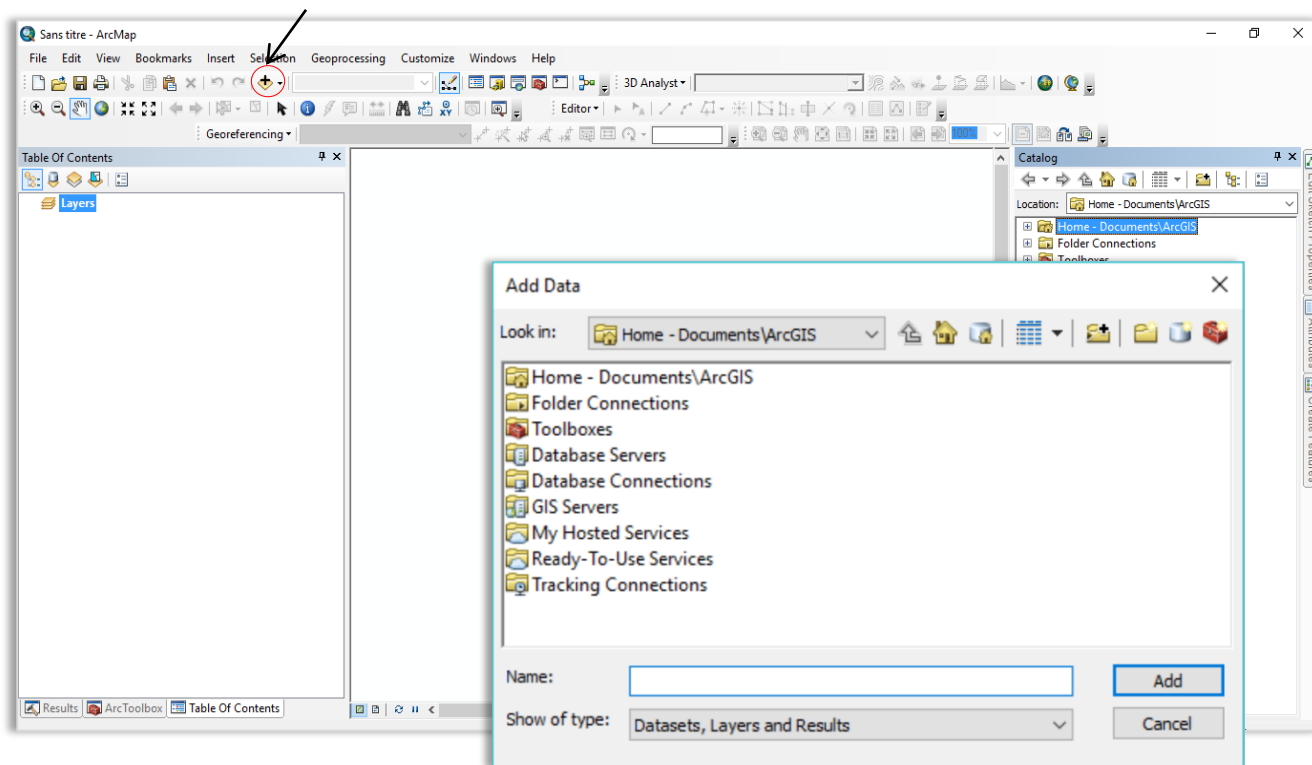 Sans titre - ArcMap
File Edit View Bookmarks Insert Selection Geoprocessing Customize Windows Help
3D Analyst
Editor
Georeferencing
100%
Table Of Contents
Layers
Catalog
Location: Home - Documents\ArcGIS
Home - Documents\ArcGIS
Folder Connections
Toolboxes
Add Data
Look in: Home - Documents\ArcGIS
Home - Documents\ArcGIS
Folder Connections
Toolboxes
Database Servers
Database Connections
GIS Servers
My Hosted Services
Ready-To-Use Services
Tracking Connections
Name:
Add
Show of type: Datasets, Layers and Results
Cancel
Results ArcToolbox Table Of Contents
Create Features